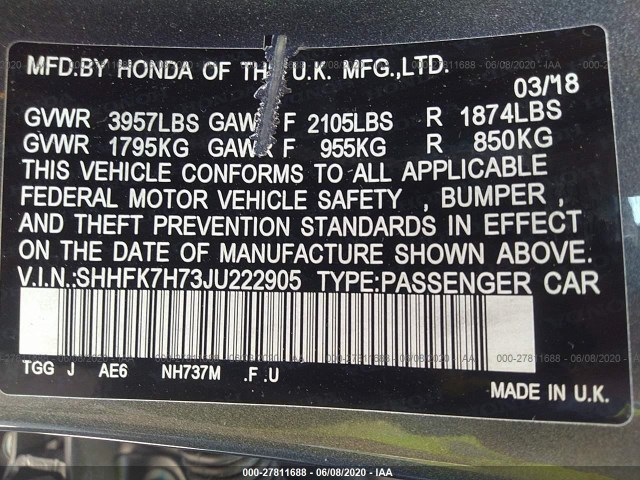 MFD.BY HONDA OF THE U.K. MFG.,LTD.
03/18
GVWR 3957LBS GAWR F 2105LBS R 1874LBS
GVWR 1795KG GAWR F 955KG R 850KG
THIS VEHICLE CONFORMS TO ALL APPLICABLE
FEDERAL MOTOR VEHICLE SAFETY , BUMPER ,
AND THEFT PREVENTION STANDARDS IN EFFECT
ON THE DATE OF MANUFACTURE SHOWN ABOVE.
V.I.N.:SHHFK7H73JU222905 TYPE:PASSENGER CAR
TGG J AE6 NH737M .F .U
MADE IN U.K.
000-27811688 - 06/08/2020 - IAA